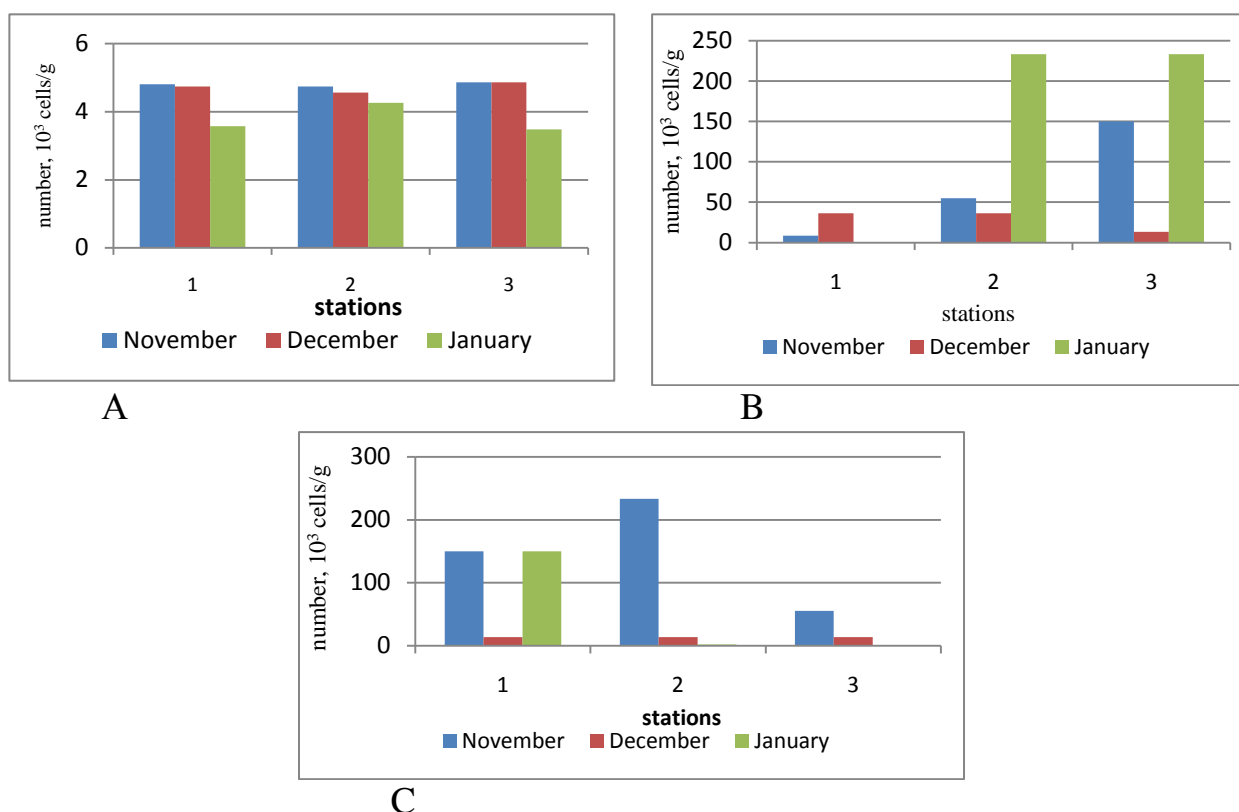 number, 10³ cells/g
6
4
2
0
1 2 3
stations
November December January
A
number, 10³ cells/g
250
200
150
100
50
0
1 2 3
stations
November December January
B
number, 10³ cells/g
300
200
100
0
1 2 3
stations
November December January
C